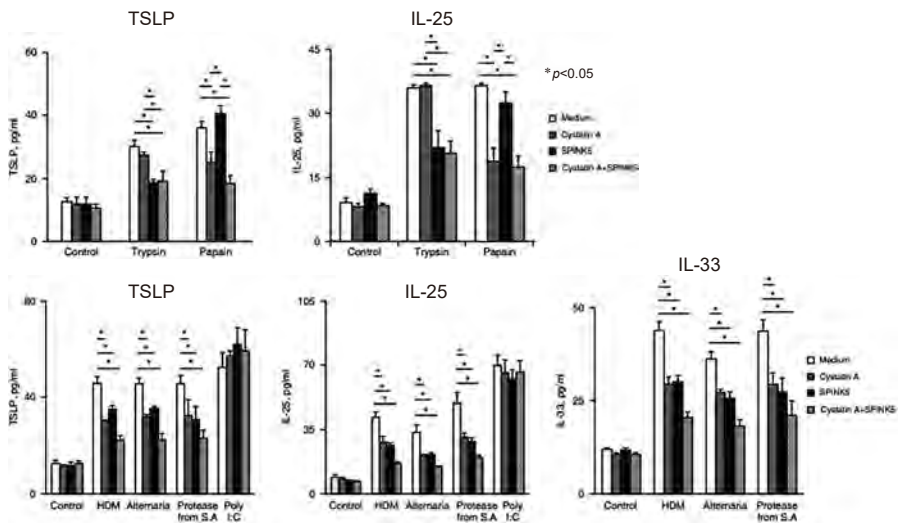 TSLP
60
40
20
0
TSLP, pg/ml
Control
Trypsin
Papain
IL-25
45
30
15
0
IL-25, pg/ml
Control
Trypsin
Papain
*p<0.05
Medium
Cystatin A
SPINK5
Cystatin A+SPINK5
TSLP
80
40
0
TSLP, pg/ml
Control
HDM
Alternaria
Protease
from S.A
Poly
I:C
IL-25
105
70
35
0
IL-25, pg/ml
Control
HDM
Alternaria
Protease
from S.A
Poly
I:C
IL-33
50
25
0
IL-33, pg/ml
Control
HDM
Alternaria
Protease
from S.A
Medium
Cystatin A
SPINK5
Cystatin A+SPINK5